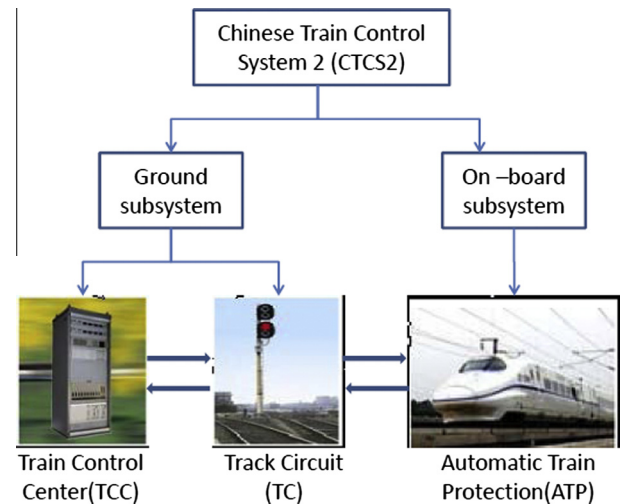 Chinese Train Control
System 2 (CTCS2)
Ground
subsystem
On –board
subsystem
Train Control
Center(TCC)
Track Circuit
(TC)
Automatic Train
Protection(ATP)